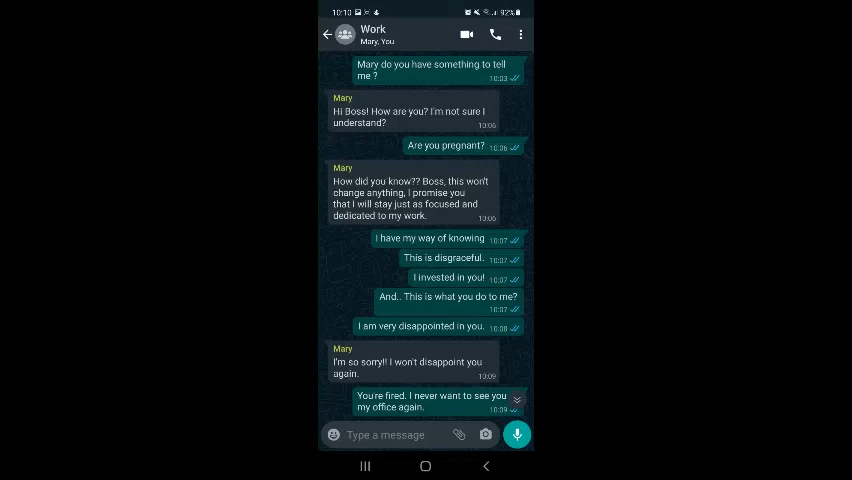 10:10
92%
Work
Mary, You
Mary do you have something to tell
me ?
10:03
Mary
Hi Boss! How are you? I'm not sure I
understand?
10:06
Are you pregnant? 10:06
Mary
How did you know?? Boss, this won't
change anything, I promise you
that I will stay just as focused and
dedicated to my work.
10:06
I have my way of knowing 10:07
This is disgraceful. 10:07
I invested in you! 10:07
And.. This is what you do to me?
10:07
I am very disappointed in you. 10:08
Mary
I'm so sorry!! I won't disappoint you
again.
10:09
You're fired. I never want to see you
my office again.
10:09
Type a message